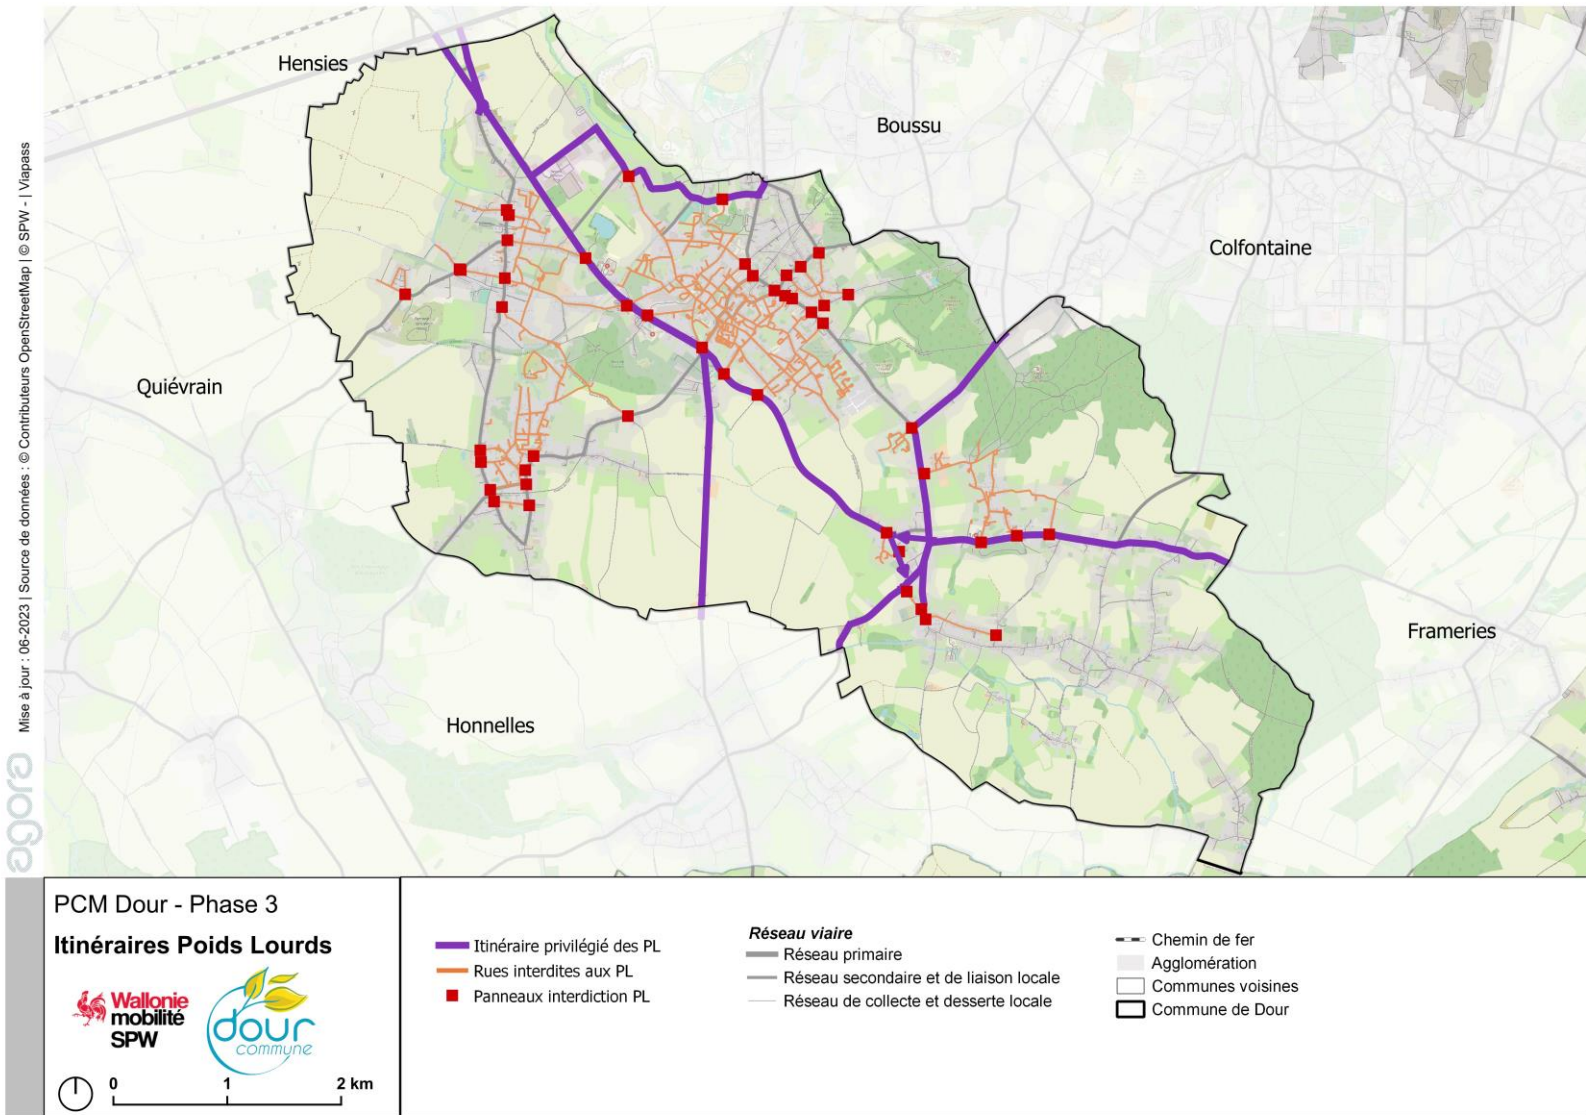 Hensies
Boussu
Colfontaine
Quiévrain
Frameries
Honnelles
Mise à jour : 06-2023 | Source de données : © Contributeurs OpenStreetMap | © SPW - | Viapass
agora
PCM Dour - Phase 3
Itinéraires Poids Lourds
Wallonie
mobilité
SPW
dour
commune
0 1 2 km
Itinéraire privilégié des PL
Rues interdites aux PL
Panneaux interdiction PL
Réseau viaire
Réseau primaire
Réseau secondaire et de liaison locale
Réseau de collecte et desserte locale
Chemin de fer
Agglomération
Communes voisines
Commune de Dour